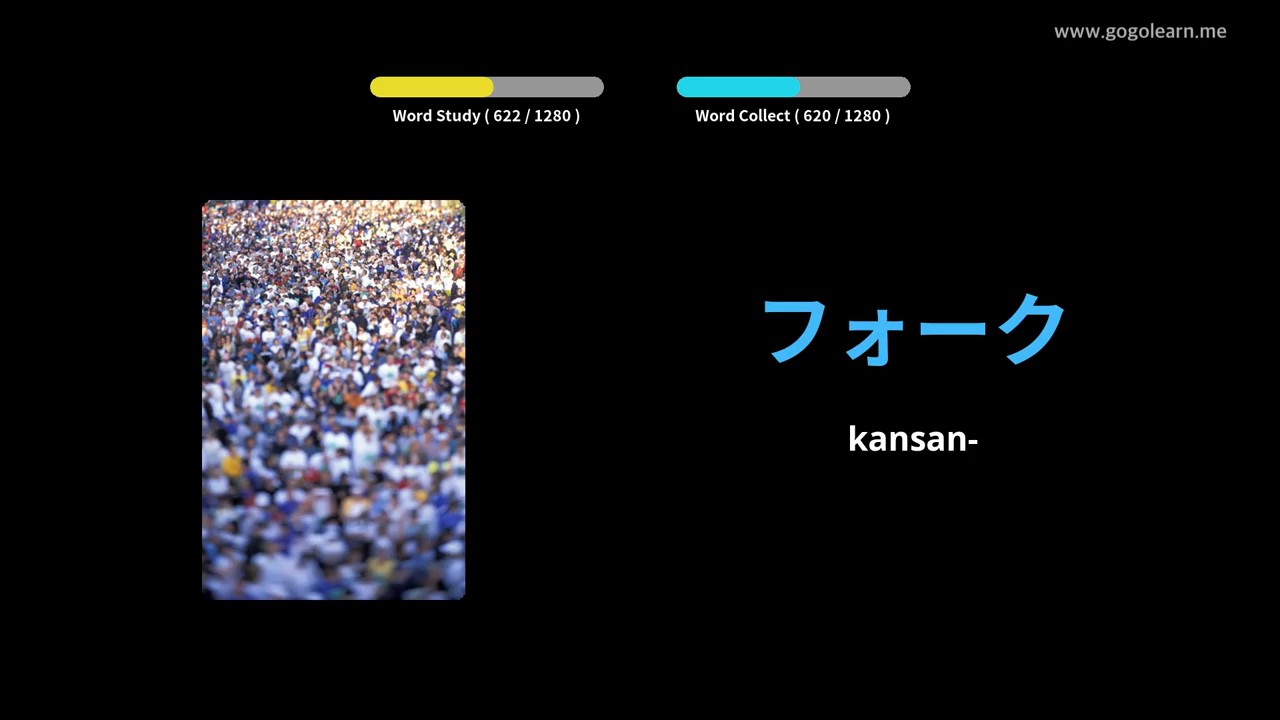 www.gogolearn.me
Word Study ( 622 / 1280 )
Word Collect ( 620 / 1280 )
フォーク
kansan-